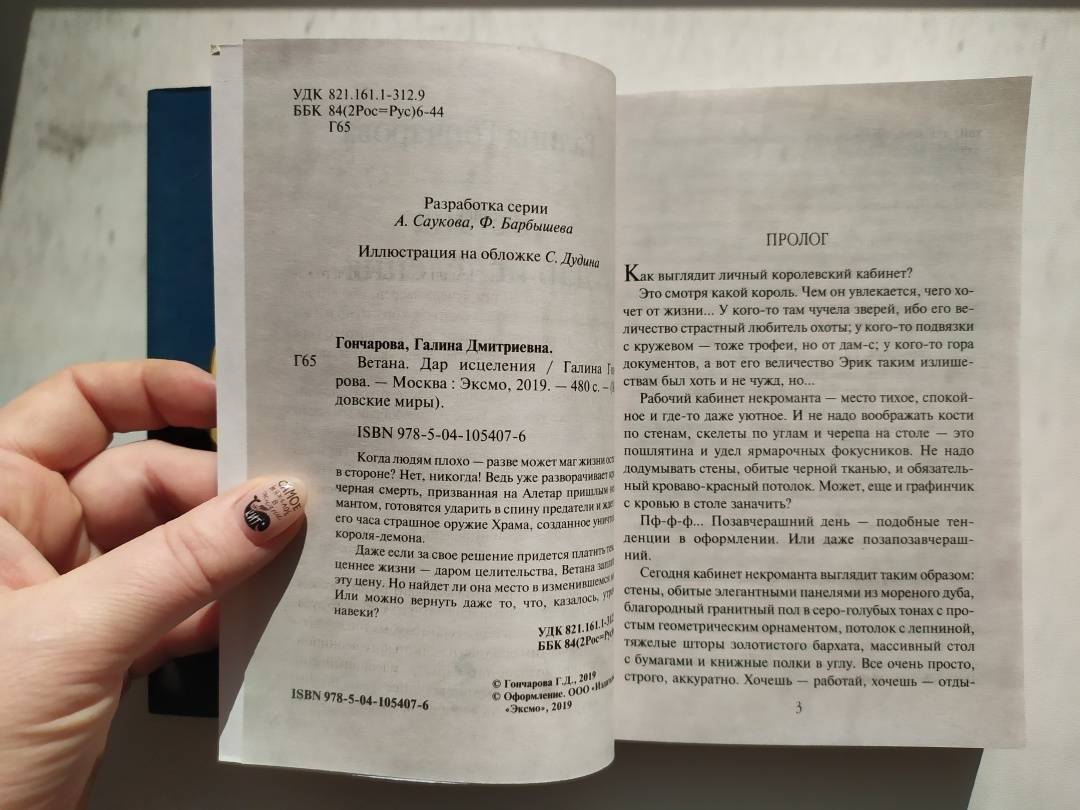 УДК 821.161.1-312.9
ББК 84(2Рос=Рус)6-44
Г65
Разработка серии
А. Саукова, Ф. Барбышева
Иллюстрация на обложке С. Дудина
Гончарова, Галина Дмитриевна.
Г65 Ветана. Дар исцеления / Галина Го
рова. — Москва : Эксмо, 2019. — 480 с. – (
довские миры).
ISBN 978-5-04-105407-6
Когда людям плохо — разве может маг жизни ост
в стороне? Нет, никогда! Ведь уже разворачивает
черная смерть, призванная на Алетар пришлым
мантом, готовятся ударить в спину предатели и
его часа страшное оружие Храма, созданное
короля-демона.
Даже если за свое решение придется платить
ценнее жизни — даром целительства, Ветана
эту цену. Но найдет ли она место в изменившемся
Или можно вернуть даже то, что, казалось,
навеки?
УДК 821.161.1-312
ББК 84(2Рос=Рус
© Гончарова Г.Д., 2019
© Оформление. ООО «Издате
ISBN 978-5-04-105407-6 «Эксмо», 2019
ПРОЛОГ
Как выглядит личный королевский кабинет?
Это смотря какой король. Чем он увлекается, чего хо-
чет от жизни... У кого-то там чучела зверей, ибо его ве-
личество страстный любитель охоты; у кого-то подвязки
с кружевом — тоже трофеи, но от дам-с; у кого-то гора
документов, а вот его величество Эрик таким излише-
ствам был хоть и не чужд, но...
Рабочий кабинет некроманта — место тихое, спокой-
ное и где-то даже уютное. И не надо воображать кости
по стенам, скелеты по углам и черепа на столе — это
пошлятина и удел ярмарочных фокусников. Не надо
додумывать стены, обитые черной тканью, и обязатель-
ный кроваво-красный потолок. Может, еще и графинчик
с кровью в столе заначить?
Пф-ф-ф... Позавчерашний день — подобные тен-
денции в оформлении. Или даже позапозавчераш-
ний.
Сегодня кабинет некроманта выглядит таким образом:
стены, обитые элегантными панелями из мореного дуба,
благородный гранитный пол в серо-голубых тонах с про-
стым геометрическим орнаментом, потолок с лепниной,
тяжелые шторы золотистого бархата, массивный стол
с бумагами и книжные полки в углу. Все очень просто,
строго, аккуратно. Хочешь — работай, хочешь — отды-
3
САМОЕ
В
КИТ